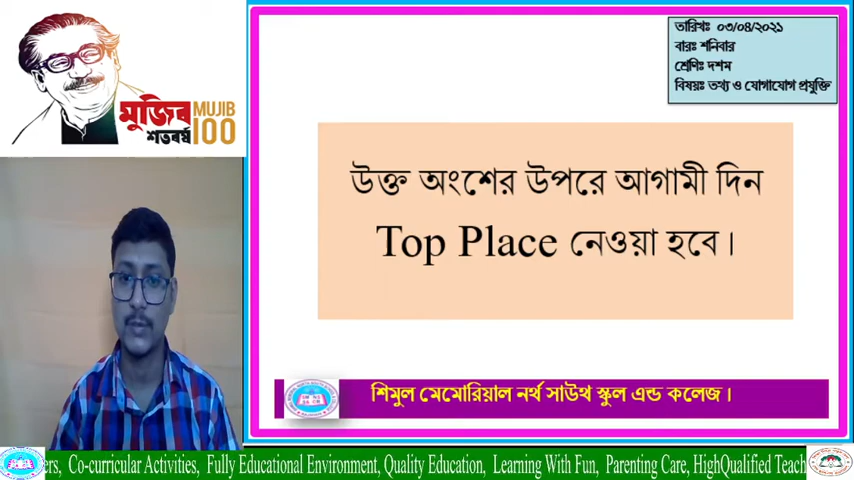 মুজিব
শতবর্ষ
MUJIB
100
তারিখঃ ০৩/০৪/২০২১
বারঃ শনিবার
শ্রেণিঃ দশম
বিষয়ঃ তথ্য ও যোগাযোগ প্রযুক্তি
উক্ত অংশের উপরে আগামী দিন
Top Place নেওয়া হবে।
শিমুল মেমোরিয়াল নর্থ সাউথ স্কুল এন্ড কলেজ।
ers, Co-curricular Activities, Fully Educational Environment, Quality Education, Learning With Fun, Parenting Care, HighQualified Teach